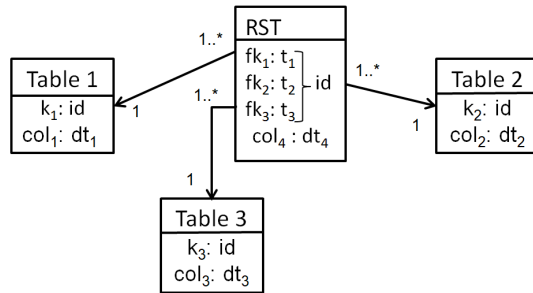 RST
1..*
fk₁: t₁
fk₂: t₂
fk₃: t₃
id
col₄ : dt₄
1..*
1..*
Table 1
k₁: id
col₁: dt₁
1
Table 2
k₂: id
col₂: dt₂
1
1
Table 3
k₃: id
col₃: dt₃